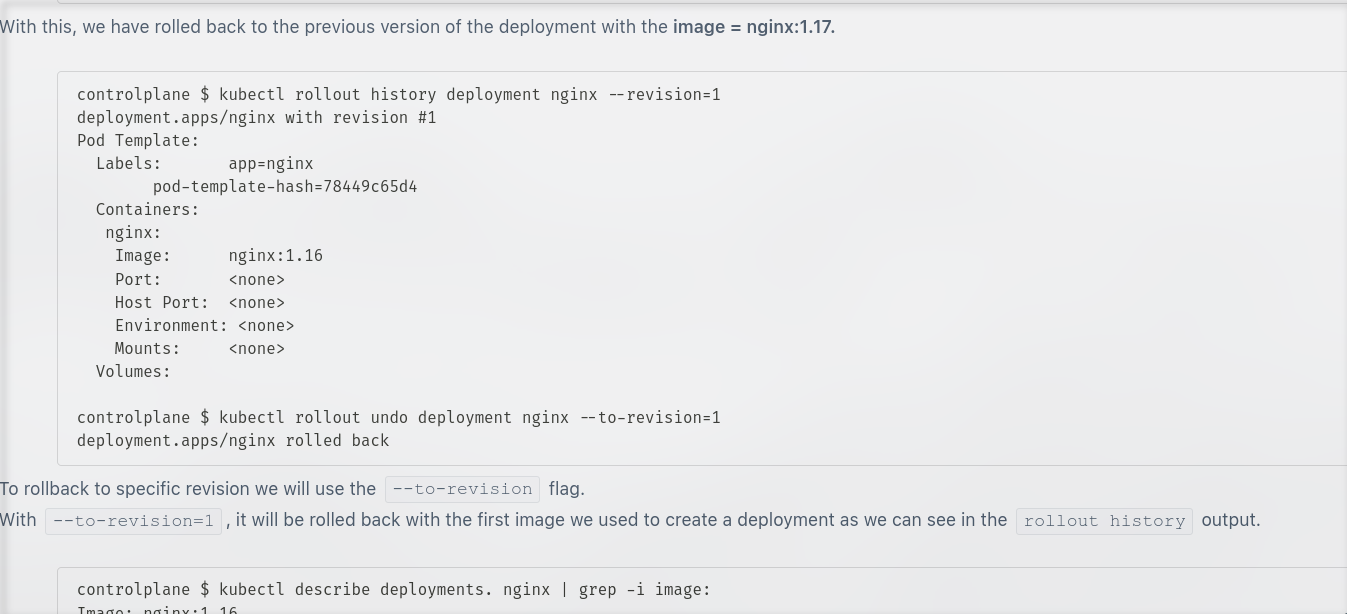 With this, we have rolled back to the previous version of the deployment with the image = nginx:1.17.
controlplane $ kubectl rollout history deployment nginx --revision=1
deployment.apps/nginx with revision #1
Pod Template:
  Labels:       app=nginx
        pod-template-hash=78449c65d4
  Containers:
   nginx:
    Image:      nginx:1.16
    Port:       <none>
    Host Port:  <none>
    Environment: <none>
    Mounts:     <none>
  Volumes:
controlplane $ kubectl rollout undo deployment nginx --to-revision=1
deployment.apps/nginx rolled back
To rollback to specific revision we will use the --to-revision flag.
With --to-revision=1 , it will be rolled back with the first image we used to create a deployment as we can see in the rollout history output.
controlplane $ kubectl describe deployments. nginx | grep -i image:
Image: nginx:1.16